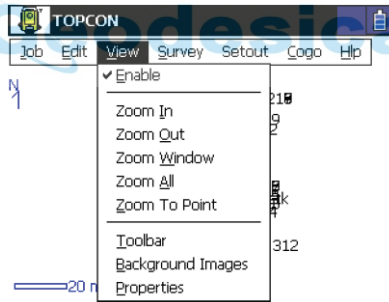 TOPCON
Job Edit View Survey Setout Cogo Hlp
Enable
N
Zoom In
Zoom Out
Zoom Window
Zoom All
Zoom To Point
Toolbar
312
Background Images
20
Properties